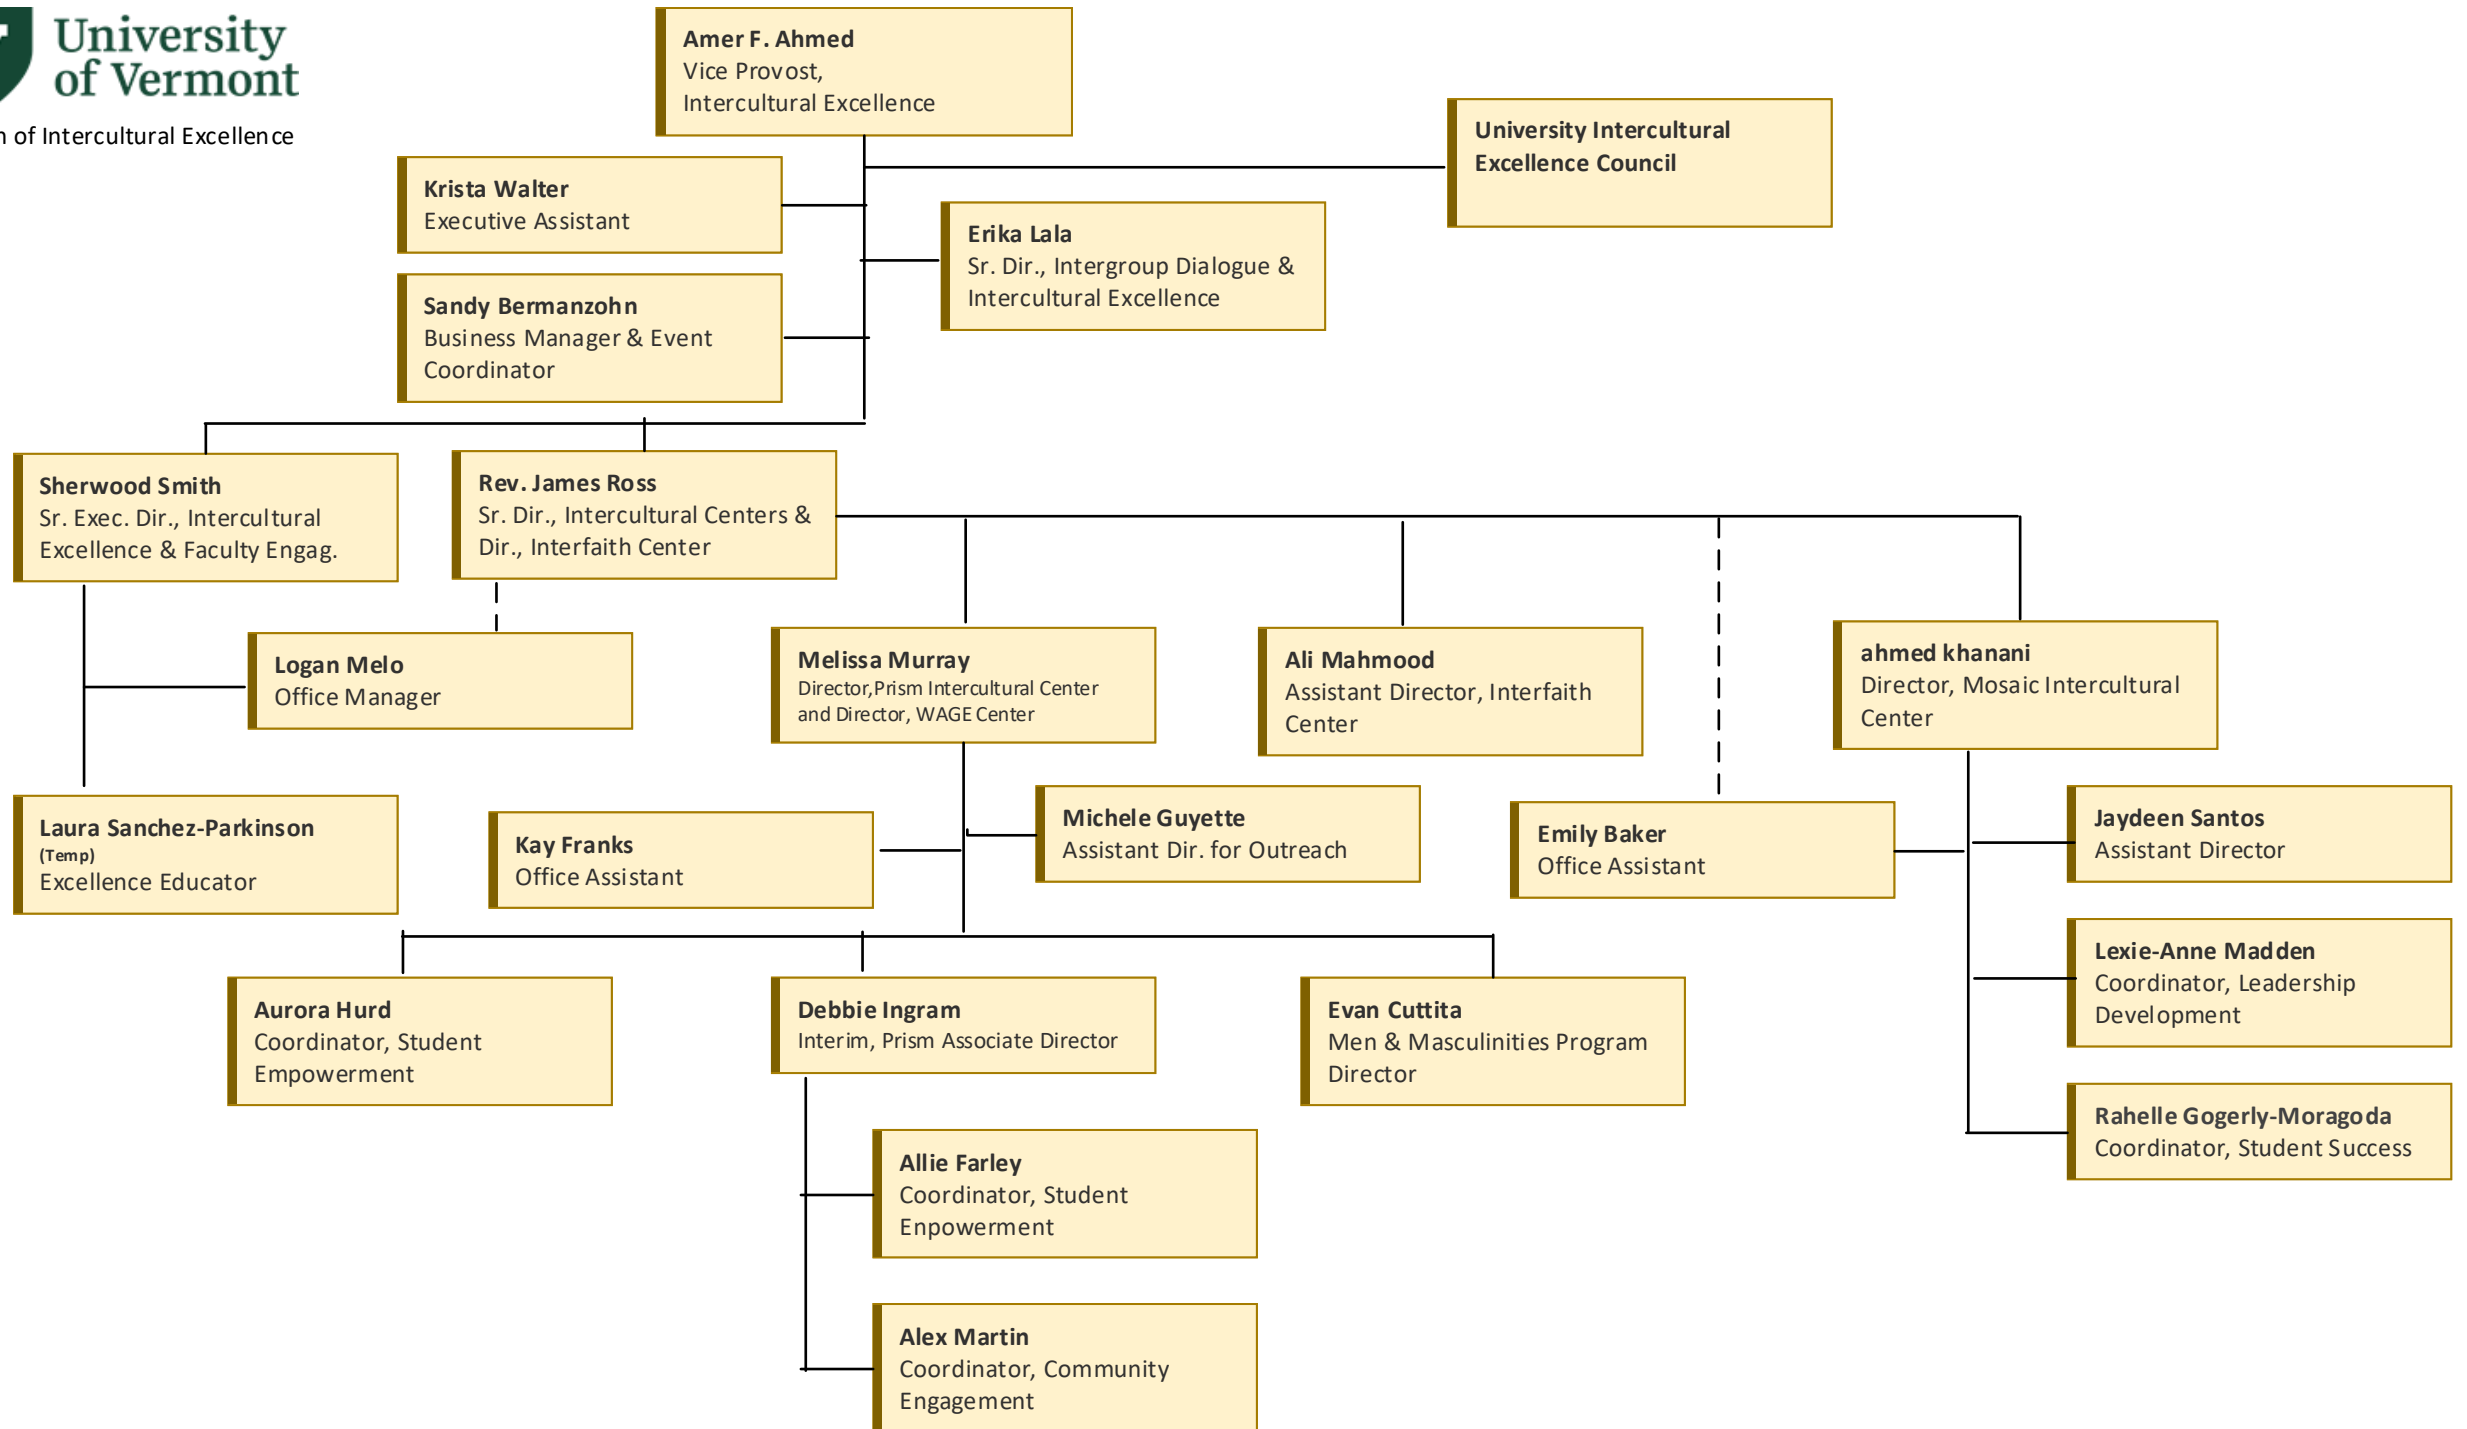 University
of Vermont
of Intercultural Excellence
Amer F. Ahmed
Vice Provost,
Intercultural Excellence
University Intercultural
Excellence Council
Krista Walter
Executive Assistant
Erika Lala
Sr. Dir., Intergroup Dialogue &
Intercultural Excellence
Sandy Bermanzohn
Business Manager & Event
Coordinator
Sherwood Smith
Sr. Exec. Dir., Intercultural
Excellence & Faculty Engag.
Rev. James Ross
Sr. Dir., Intercultural Centers &
Dir., Interfaith Center
Logan Melo
Office Manager
Melissa Murray
Director,Prism Intercultural Center
and Director, WAGE Center
Ali Mahmood
Assistant Director, Interfaith
Center
ahmed khanani
Director, Mosaic Intercultural
Center
Laura Sanchez-Parkinson
(Temp)
Excellence Educator
Kay Franks
Office Assistant
Michele Guyette
Assistant Dir. for Outreach
Emily Baker
Office Assistant
Jaydeen Santos
Assistant Director
Lexie-Anne Madden
Coordinator, Leadership
Development
Aurora Hurd
Coordinator, Student
Empowerment
Debbie Ingram
Interim, Prism Associate Director
Evan Cuttita
Men & Masculinities Program
Director
Rahelle Gogerly-Moragoda
Coordinator, Student Success
Allie Farley
Coordinator, Student
Enpowerment
Alex Martin
Coordinator, Community
Engagement